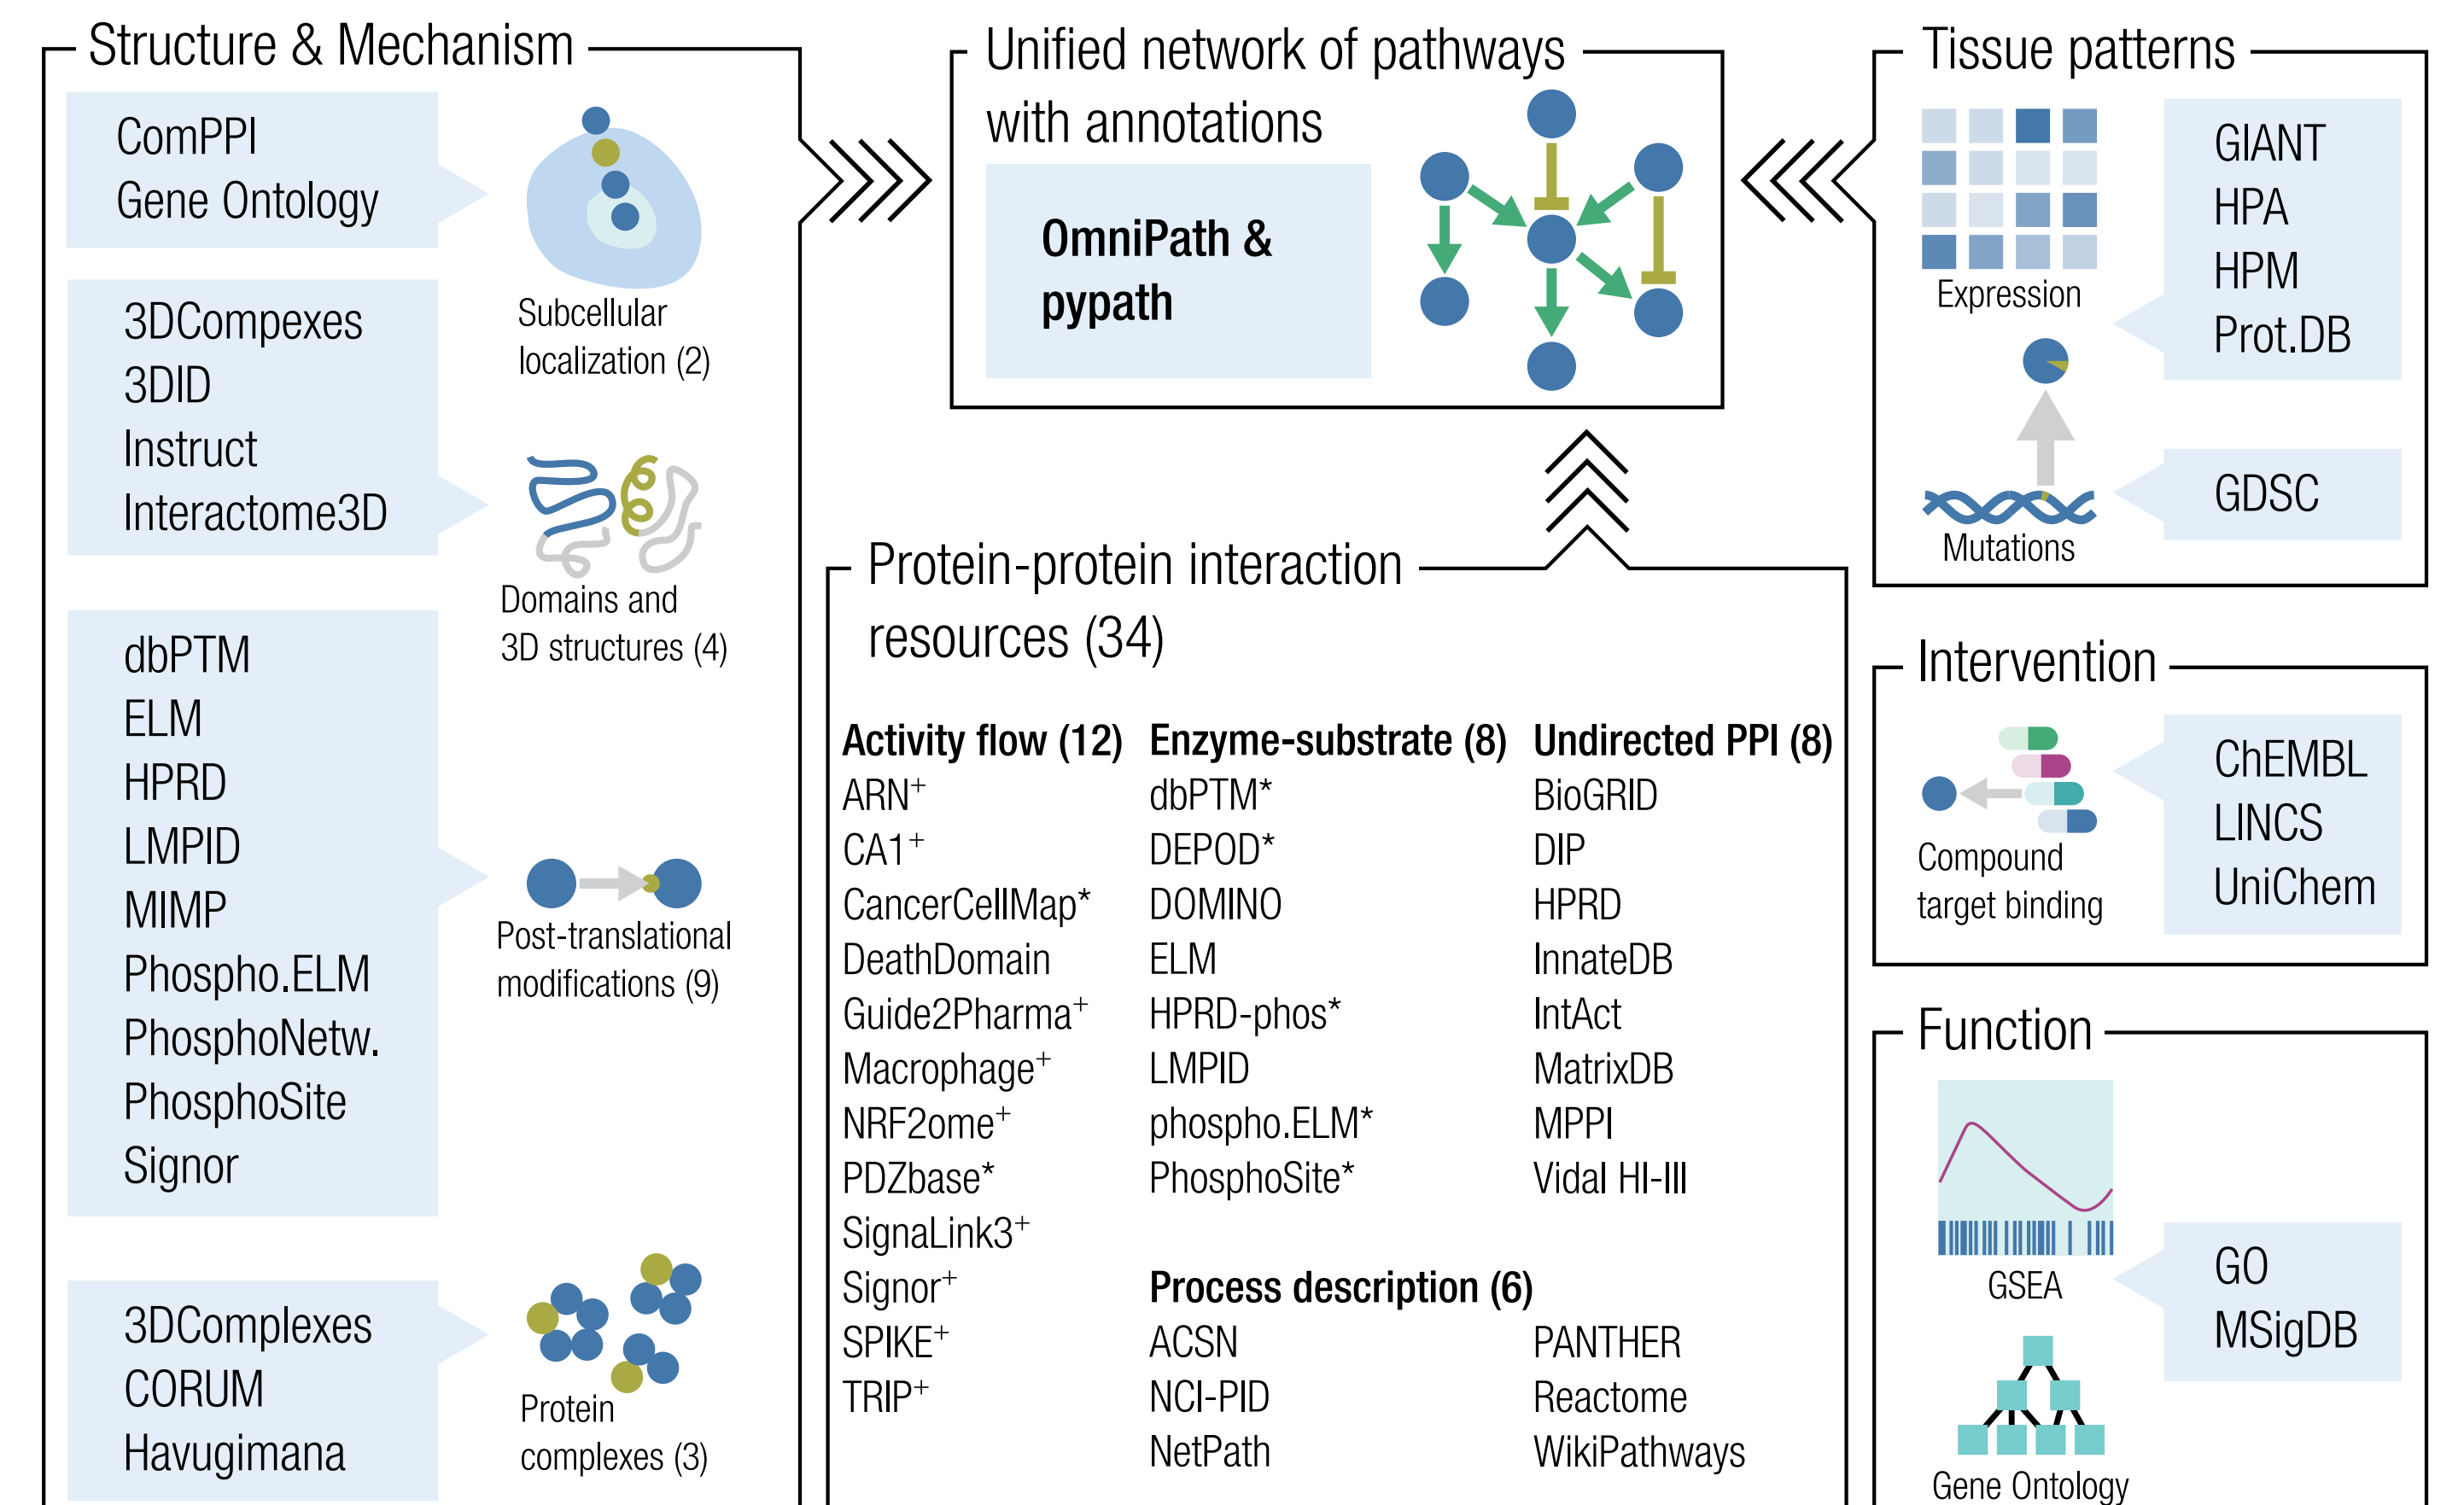 Structure & Mechanism
ComPPI
Gene Ontology
Subcellular
localization (2)
3DCompexes
3DID
Instruct
Interactome3D
Domains and
3D structures (4)
dbPTM
ELM
HPRD
LMPID
MIMP
Phospho.ELM
PhosphoNetw.
PhosphoSite
Signor
Post-translational
modifications (9)
3DComplexes
CORUM
Havugimana
Protein
complexes (3)
Unified network of pathways
with annotations
OmniPath &
pypath
Protein-protein interaction
resources (34)
Activity flow (12)
ARN+
CA1+
CancerCellMap*
DeathDomain
Guide2Pharma+
Macrophage+
NRF2ome+
PDZbase*
SignaLink3+
Signor+
SPIKE+
TRIP+
Enzyme-substrate (8)
dbPTM*
DEPOD*
DOMINO
ELM
HPRD-phos*
LMPID
phospho.ELM*
PhosphoSite*
Undirected PPI (8)
BioGRID
DIP
HPRD
InnateDB
IntAct
MatrixDB
MPPI
Vidal HI-III
Process description (6)
ACSN
NCI-PID
NetPath
PANTHER
Reactome
WikiPathways
Tissue patterns
Expression
GIANT
HPA
HPM
Prot.DB
Mutations
GDSC
Intervention
Compound
target binding
ChEMBL
LINCS
UniChem
Function
GSEA
GO
MSigDB
Gene Ontology